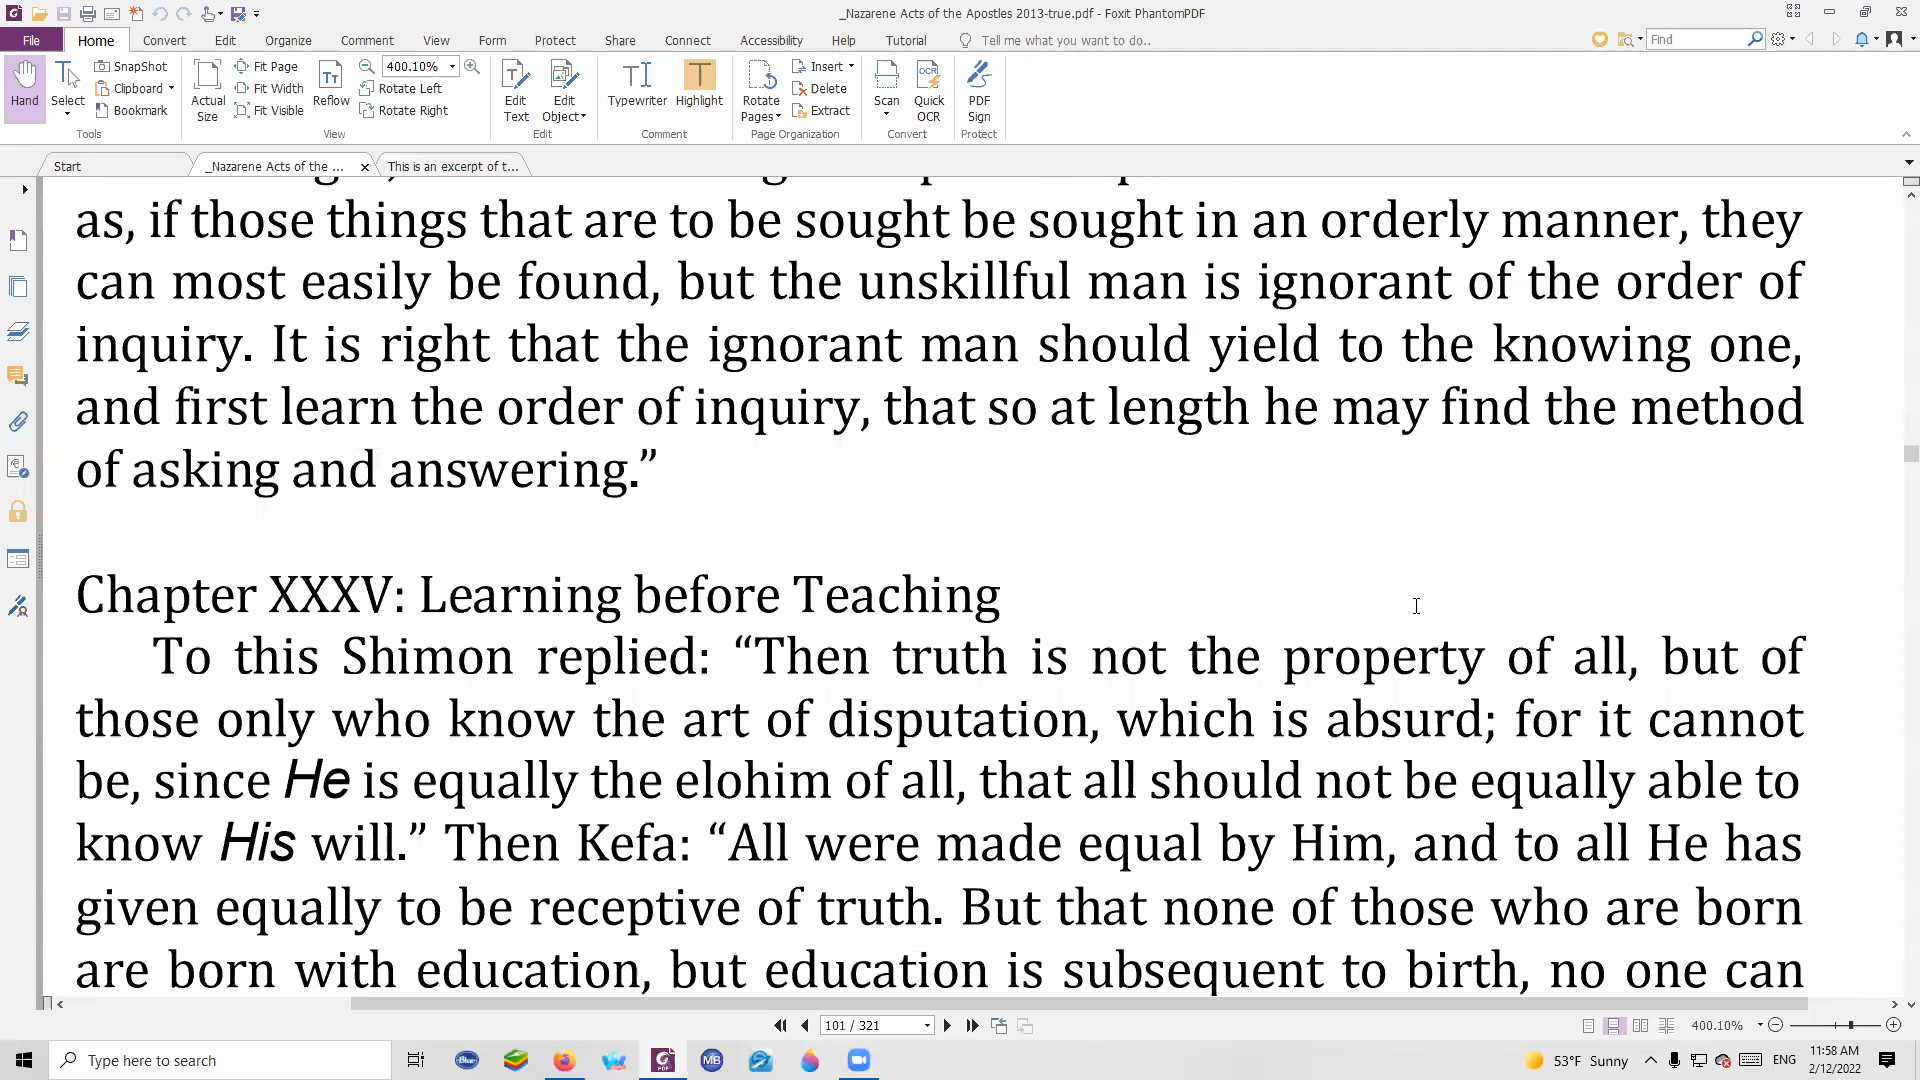 _Nazarene Acts of the Apostles 2013-true.pdf - Foxit PhantomPDF
File Home Convert Edit Organize Comment View Form Protect Share Connect Accessibility Help Tutorial Tell me what you want to do.. Find
Hand
Select
SnapShot
Clipboard
Bookmark
Tools
Actual Size
Fit Page
Fit Width
Fit Visible
Reflow
400.10%
Rotate Left
Rotate Right
View
Edit Text
Edit Object
Edit
Typewriter
Highlight
Comment
Rotate Pages
Insert
Delete
Extract
Page Organization
Scan
Quick OCR
Convert
PDF Sign
Protect
Start _Nazarene Acts of the ... This is an excerpt of t...
as, if those things that are to be sought be sought in an orderly manner, they
can most easily be found, but the unskillful man is ignorant of the order of
inquiry. It is right that the ignorant man should yield to the knowing one,
and first learn the order of inquiry, that so at length he may find the method
of asking and answering.”
Chapter XXXV: Learning before Teaching
To this Shimon replied: “Then truth is not the property of all, but of
those only who know the art of disputation, which is absurd; for it cannot
be, since He is equally the elohim of all, that all should not be equally able to
know His will.” Then Kefa: “All were made equal by Him, and to all He has
given equally to be receptive of truth. But that none of those who are born
are born with education, but education is subsequent to birth, no one can
101 / 321
400.10%
Type here to search
53°F Sunny
ENG
11:58 AM
2/12/2022